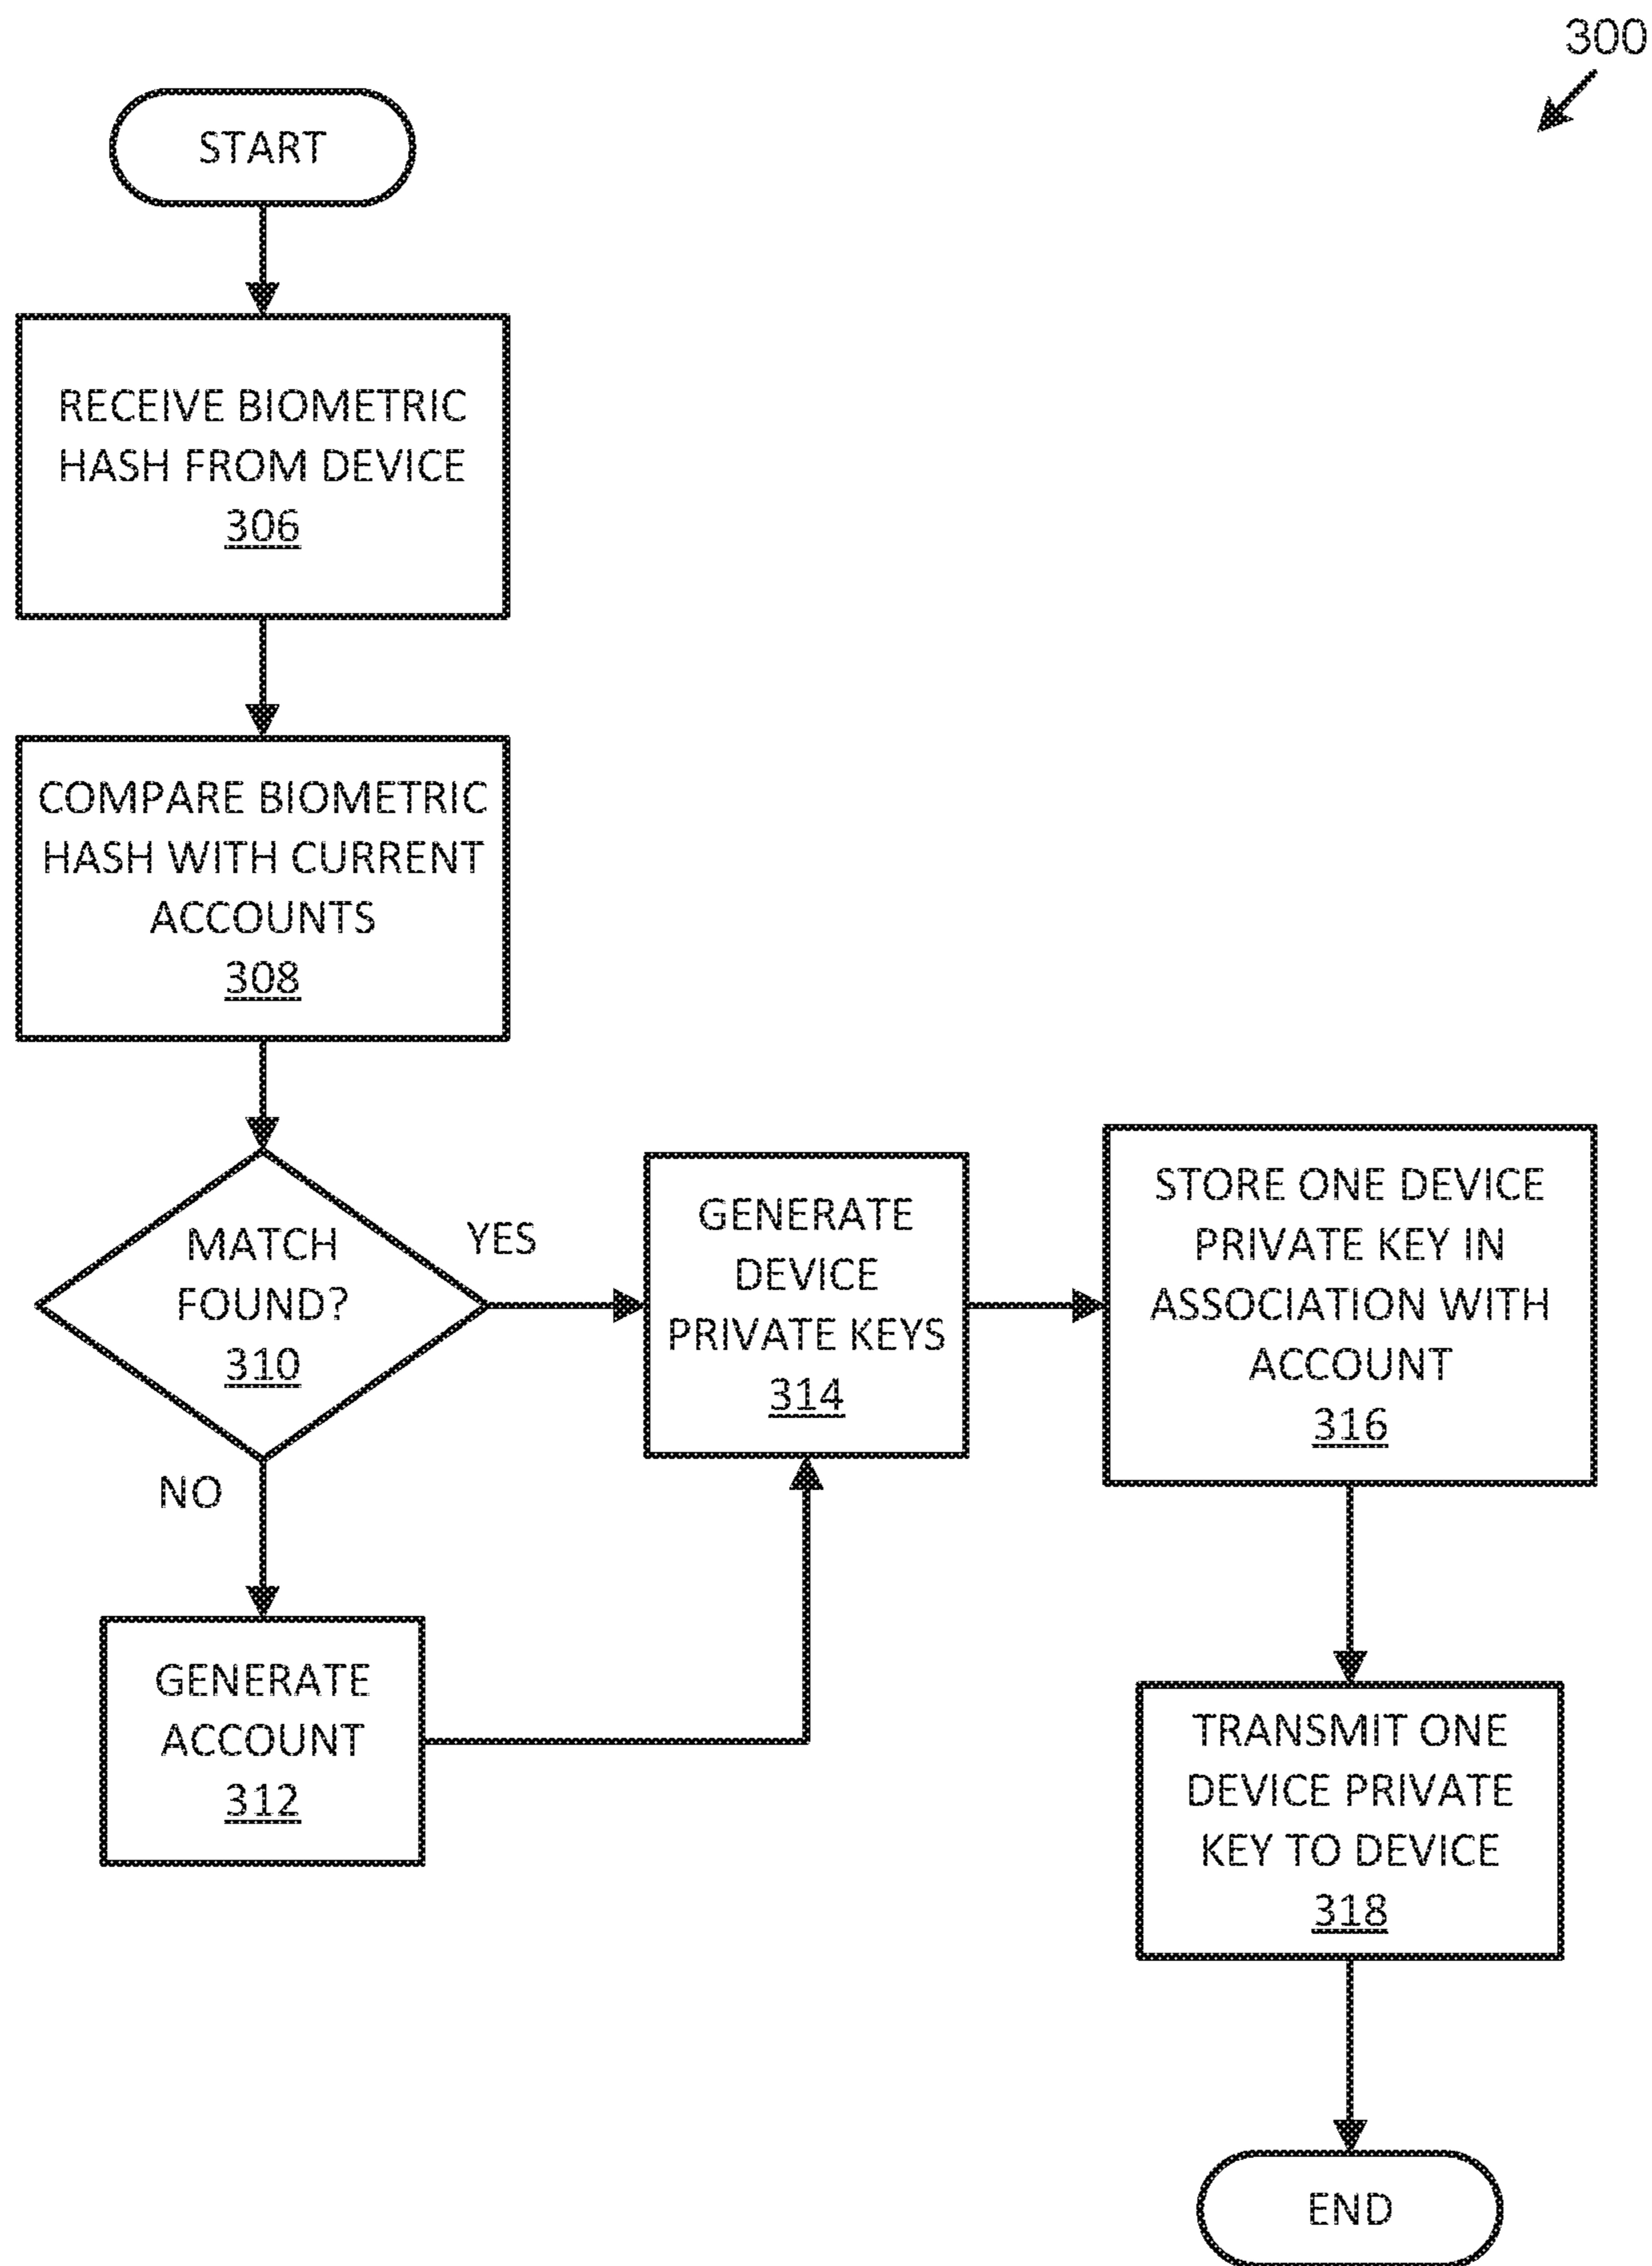 300
START
RECEIVE BIOMETRIC
HASH FROM DEVICE
306
COMPARE BIOMETRIC
HASH WITH CURRENT
ACCOUNTS
308
MATCH
FOUND?
310
YES
NO
GENERATE
ACCOUNT
312
GENERATE
DEVICE
PRIVATE KEYS
314
STORE ONE DEVICE
PRIVATE KEY IN
ASSOCIATION WITH
ACCOUNT
316
TRANSMIT ONE
DEVICE PRIVATE
KEY TO DEVICE
318
END